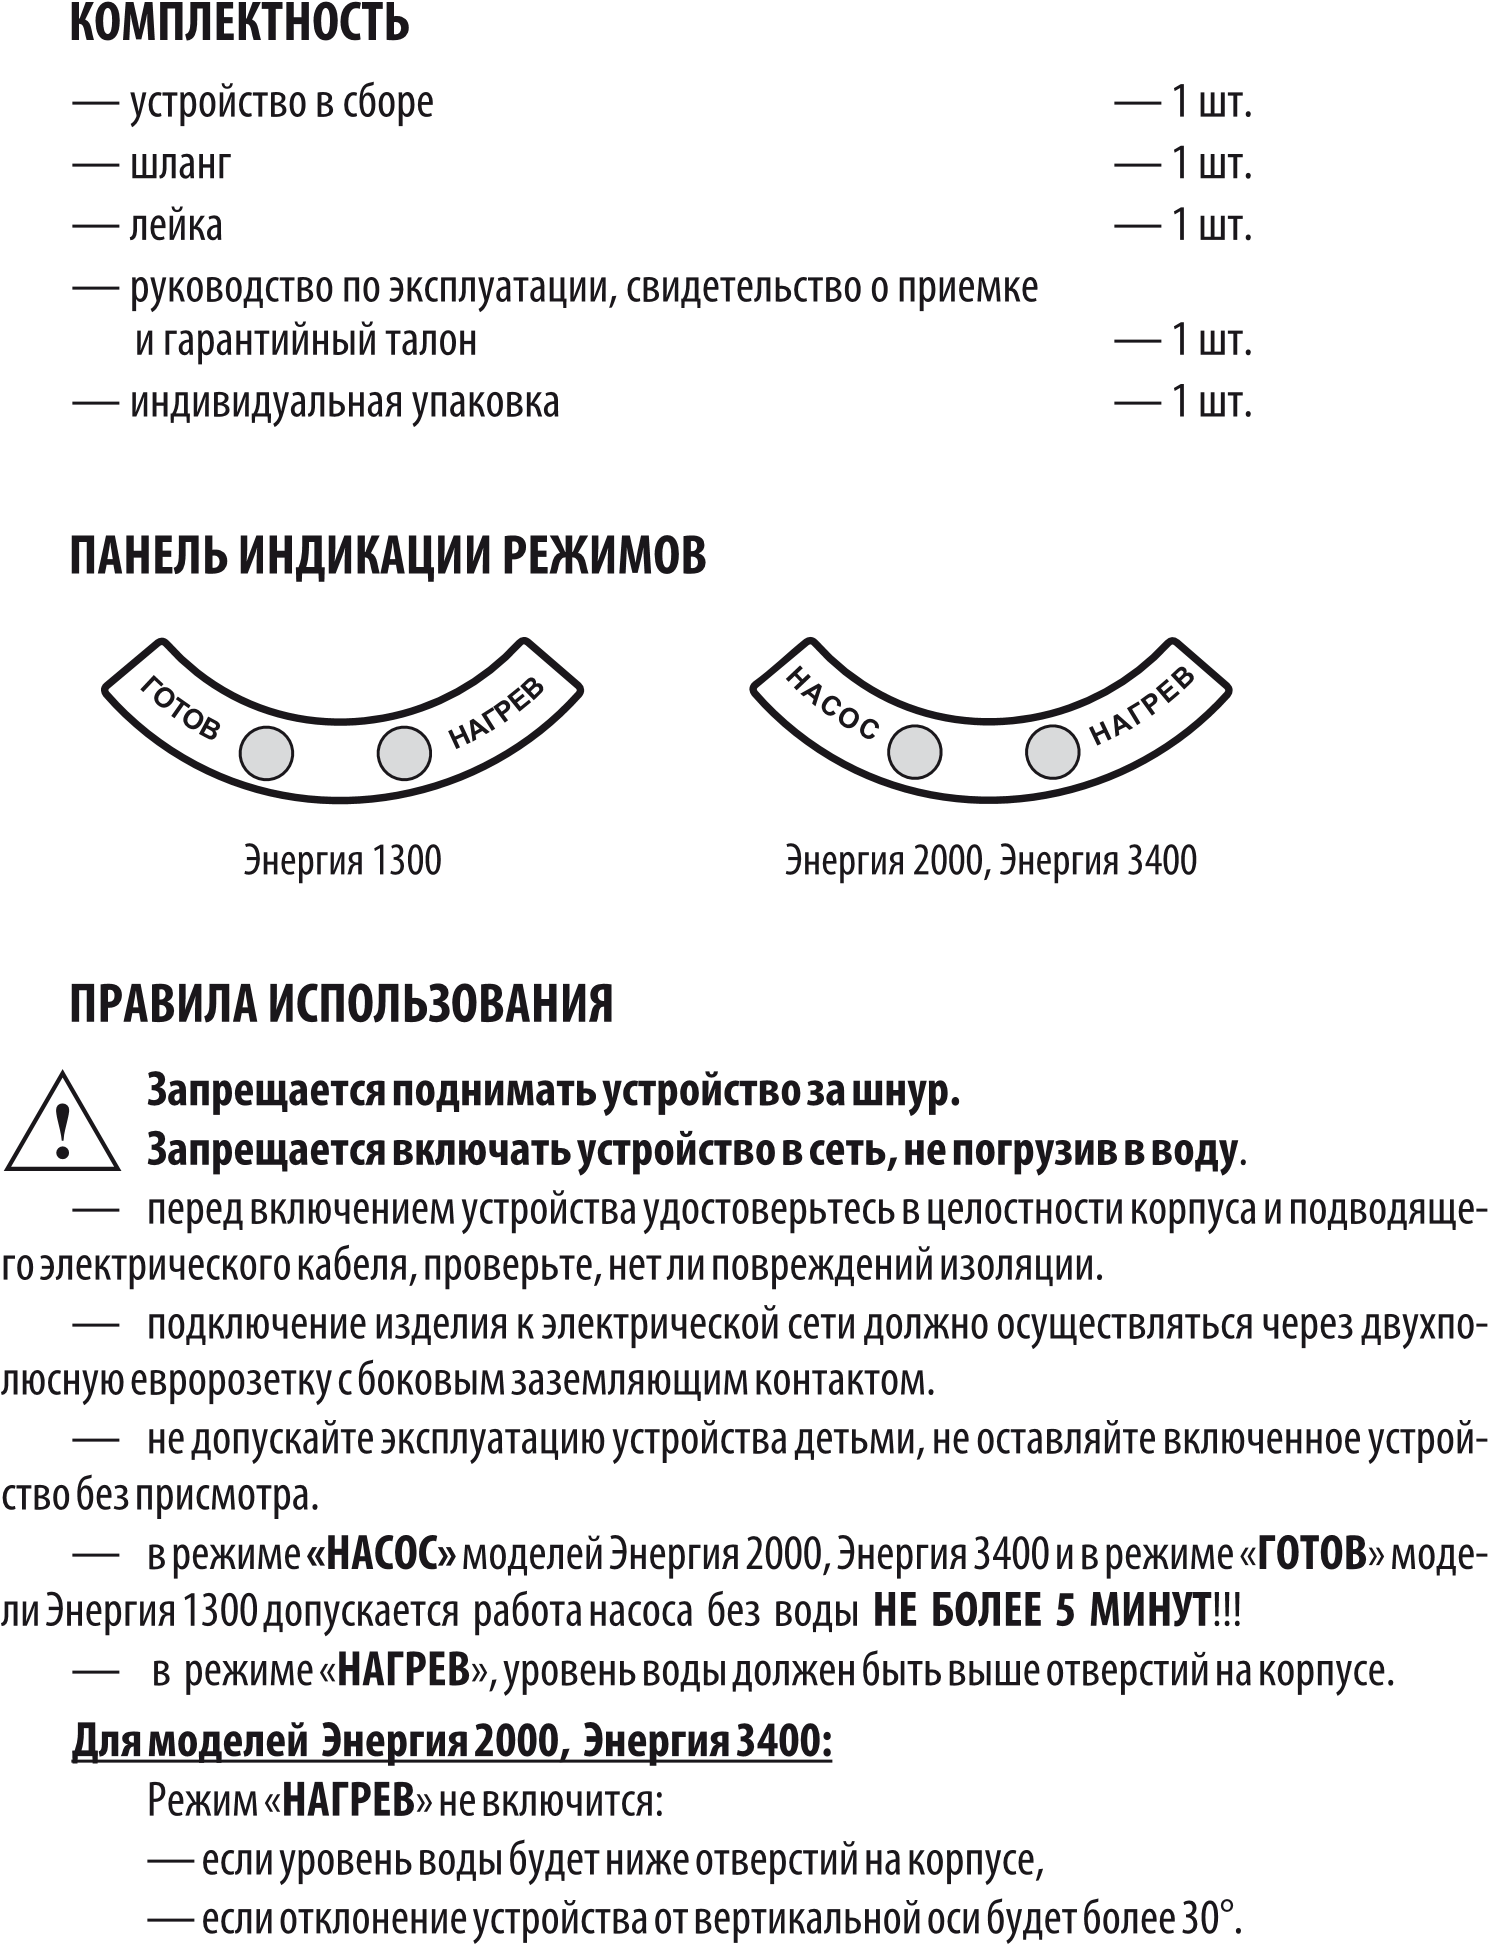 КОМПЛЕКТНОСТЬ
— устройство в сборе — 1 шт.
— шланг — 1 шт.
— лейка — 1 шт.
— руководство по эксплуатации, свидетельство о приемке
и гарантийный талон — 1 шт.
— индивидуальная упаковка — 1 шт.
ПАНЕЛЬ ИНДИКАЦИИ РЕЖИМОВ
ГОТОВ НАГРЕВ НАСОС НАГРЕВ
Энергия 1300 Энергия 2000, Энергия 3400
ПРАВИЛА ИСПОЛЬЗОВАНИЯ
! Запрещается поднимать устройство за шнур.
Запрещается включать устройство в сеть, не погрузив в воду.
— перед включением устройства удостоверьтесь в целостности корпуса и подводяще-
го электрического кабеля, проверьте, нет ли повреждений изоляции.
— подключение изделия к электрической сети должно осуществляться через двухпо-
люсную евророзетку с боковым заземляющим контактом.
— не допускайте эксплуатацию устройства детьми, не оставляйте включенное устрой-
ство без присмотра.
— в режиме «НАСОС» моделей Энергия 2000, Энергия 3400 и в режиме «ГОТОВ» моде-
ли Энергия 1300 допускается работа насоса без воды НЕ БОЛЕЕ 5 МИНУТ!!!
— в режиме «НАГРЕВ», уровень воды должен быть выше отверстий на корпусе.
Для моделей Энергия 2000, Энергия 3400:
Режим «НАГРЕВ» не включится:
— если уровень воды будет ниже отверстий на корпусе,
— если отклонение устройства от вертикальной оси будет более 30°.